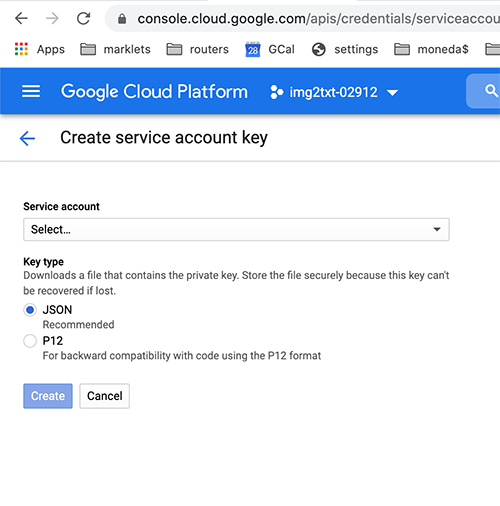 console.cloud.google.com/apis/credentials/serviceaccou
Apps marklets routers 28 GCal settings moneda$
Google Cloud Platform img2txt-02912
Create service account key
Service account
Select...
Key type
Downloads a file that contains the private key. Store the file securely because this key can't
be recovered if lost.
JSON
Recommended
P12
For backward compatibility with code using the P12 format
Create Cancel